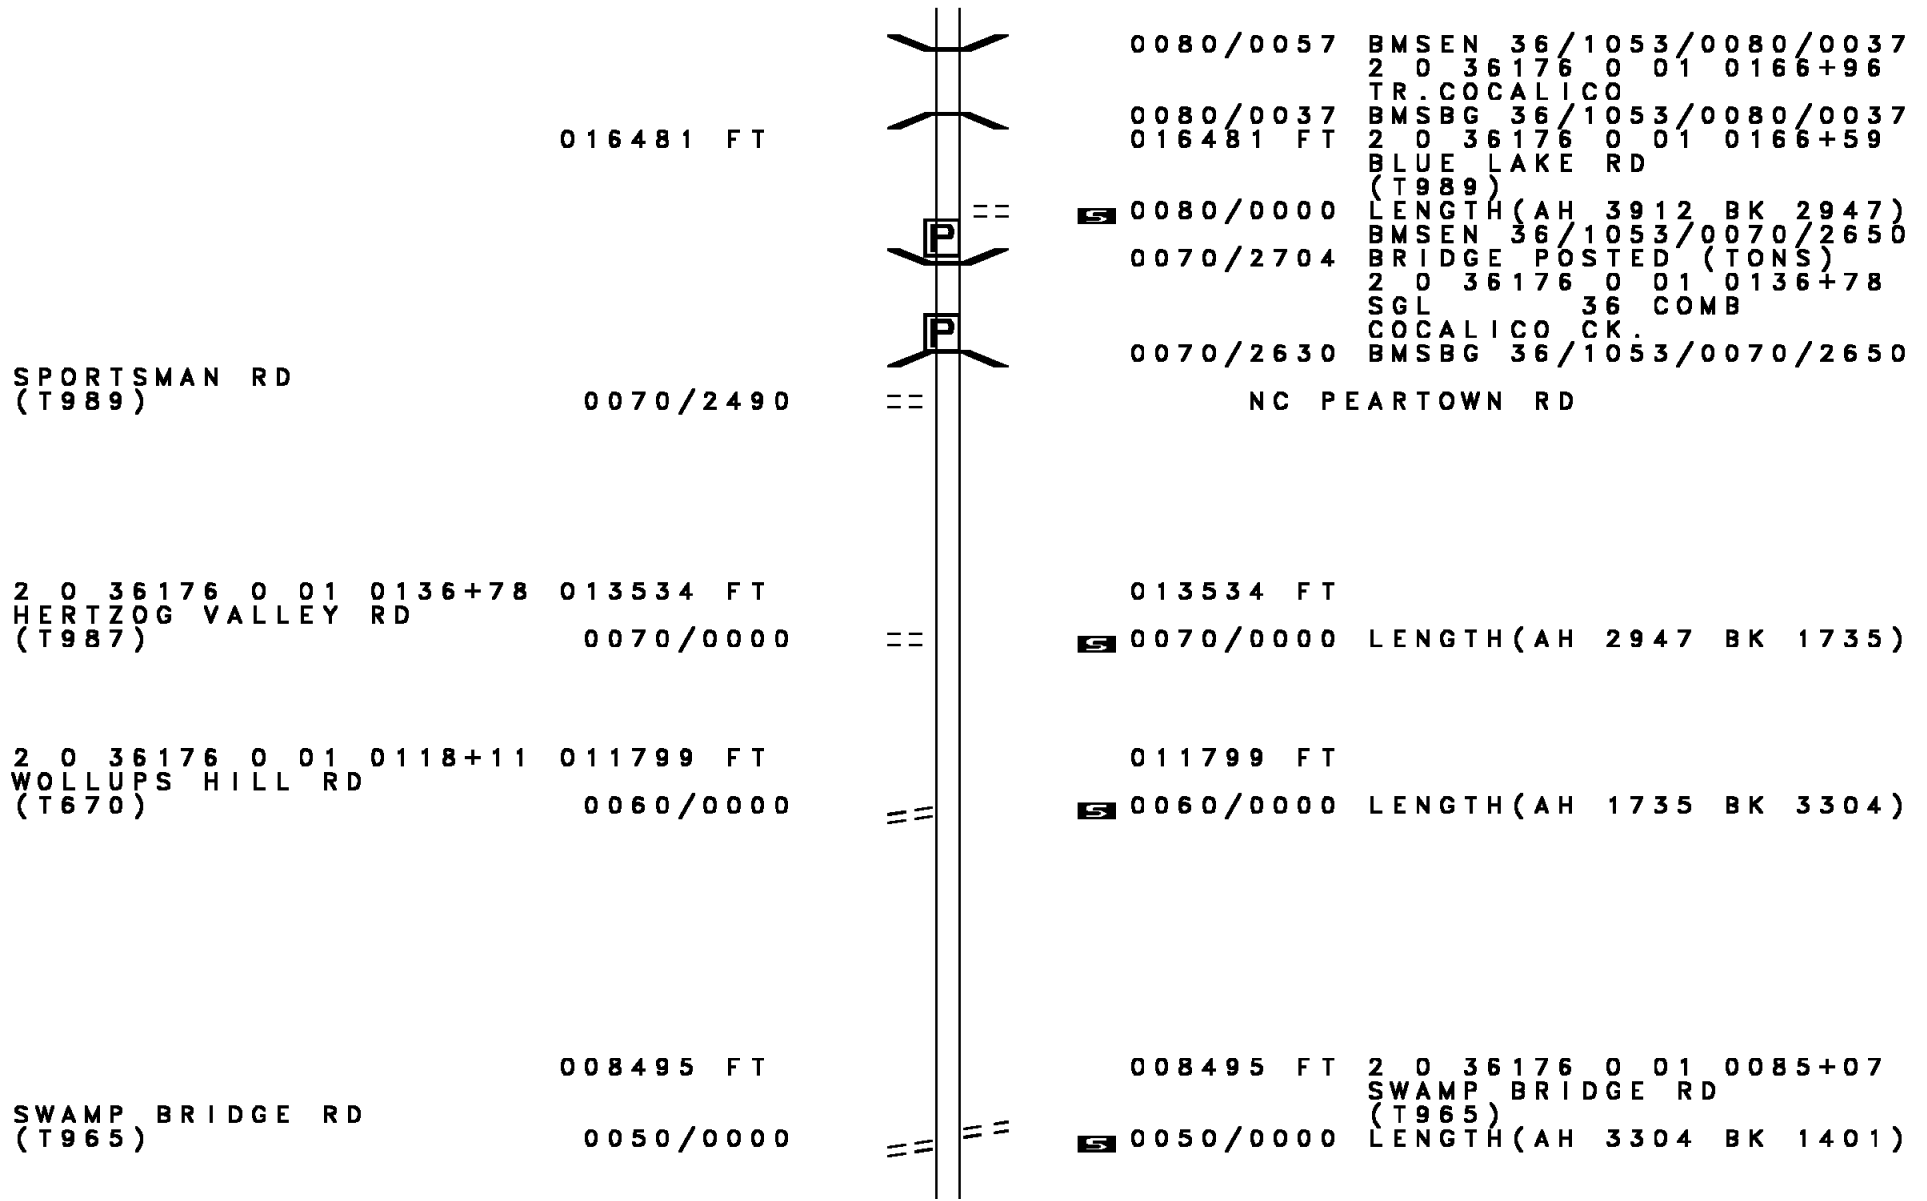 0080/0057 BMSEN 36/1053/0080/0037
2 0 36176 0 01 0166+96
TR.COCALICO
0080/0037 BMSBG 36/1053/0080/0037
016481 FT 016481 FT 2 0 36176 0 01 0166+59
BLUE LAKE RD
(T989)
S 0080/0000 LENGTH(AH 3912 BK 2947)
P BMSEN 36/1053/0070/2650
0070/2704 BRIDGE POSTED (TONS)
2 0 36176 0 01 0136+78
SGL 36 COMB
P COCALICO CK.
0070/2630 BMSBG 36/1053/0070/2650
SPORTSMAN RD
(T989) 0070/2490 NC PEARTOWN RD
2 0 36176 0 01 0136+78 013534 FT 013534 FT
HERTZOG VALLEY RD
(T987) 0070/0000 S 0070/0000 LENGTH(AH 2947 BK 1735)
2 0 36176 0 01 0118+11 011799 FT 011799 FT
WOLLUPS HILL RD
(T670) 0060/0000 S 0060/0000 LENGTH(AH 1735 BK 3304)
008495 FT 008495 FT 2 0 36176 0 01 0085+07
SWAMP BRIDGE RD
SWAMP BRIDGE RD (T965)
(T965) 0050/0000 S 0050/0000 LENGTH(AH 3304 BK 1401)